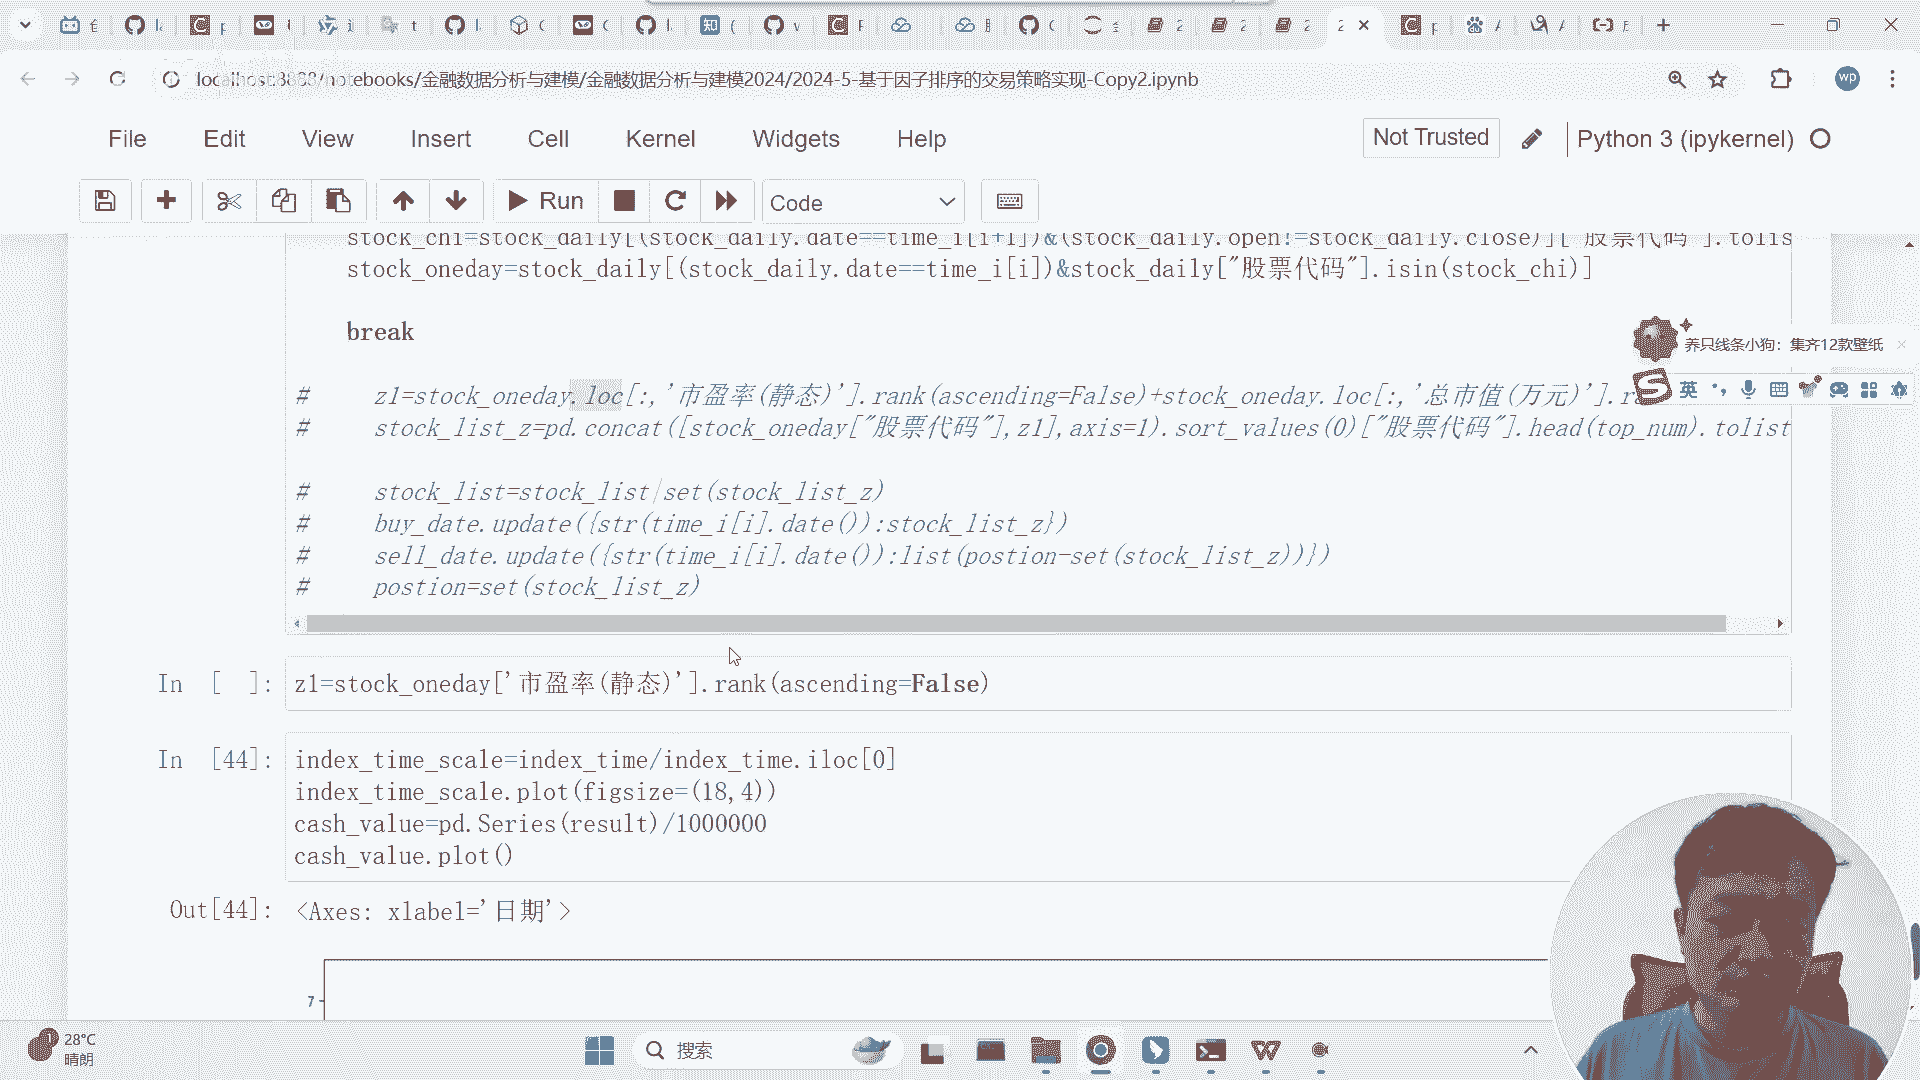 localhost:8888/notebooks/金融数据分析与建模/金融数据分析与建模2024/2024-5-基于因子排序的交易策略实现-Copy2.ipynb
wp
File Edit View Insert Cell Kernel Widgets Help
Not Trusted
Python 3 (ipykernel)
Run
Code
stock_chi=stock_daily[(stock_daily.date==time_i[i+1])&(stock_daily.open!=stock_daily.close)]["股票代码"].tolis
stock_oneday=stock_daily[(stock_daily.date==time_i[i])&stock_daily["股票代码"].isin(stock_chi)]
break
养只线条小狗：集齐12款壁纸
英
# z1=stock_oneday.loc[:,'市盈率(静态)'].rank(ascending=False)+stock_oneday.loc[:,'总市值(万元)'].ra
# stock_list_z=pd.concat([stock_oneday["股票代码"],z1],axis=1).sort_values(0)["股票代码"].head(top_num).tolist
# stock_list=stock_list|set(stock_list_z)
# buy_date.update({str(time_i[i].date()):stock_list_z})
# sell_date.update({str(time_i[i].date()):list(postion-set(stock_list_z))})
# postion=set(stock_list_z)
In [ ]: z1=stock_oneday['市盈率(静态)'].rank(ascending=False)
In [44]: index_time_scale=index_time/index_time.iloc[0]
index_time_scale.plot(figsize=(18,4))
cash_value=pd.Series(result)/1000000
cash_value.plot()
Out[44]: <Axes: xlabel='日期'>
7
28°C
晴朗
搜索